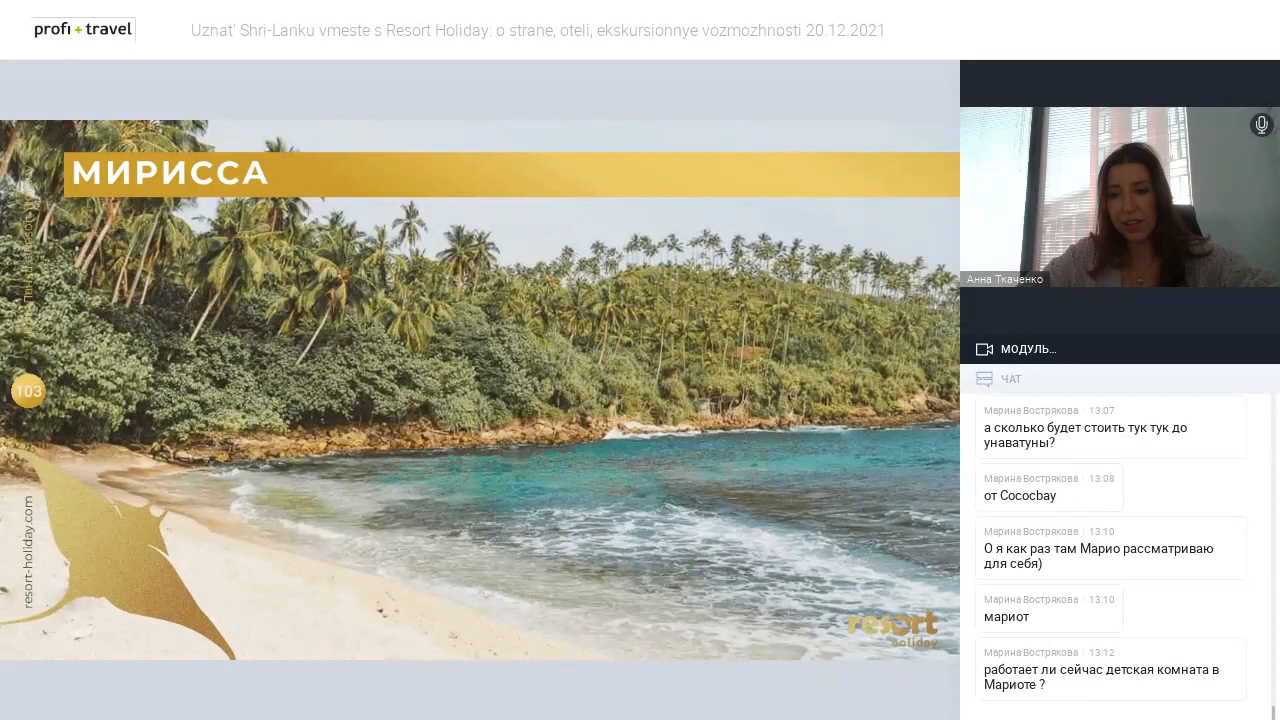 profi + travel
Uznat' Shri-Lanku vmeste s Resort Holiday: o strane, oteli, ekskursionnye vozmozhnosti 20.12.2021
МИРИССА
103
resort-holiday.com
resort
holiday
Анна Ткаченко
МОДУЛЬ...
ЧАТ
Марина Вострякова 13:07
а сколько будет стоить тук тук до
унаватуны?
Марина Вострякова 13:08
от Cococbay
Марина Вострякова 13:10
О я как раз там Марио рассматриваю
для себя)
Марина Вострякова 13:10
мариот
Марина Вострякова 13:12
работает ли сейчас детская комната в
Мариоте ?